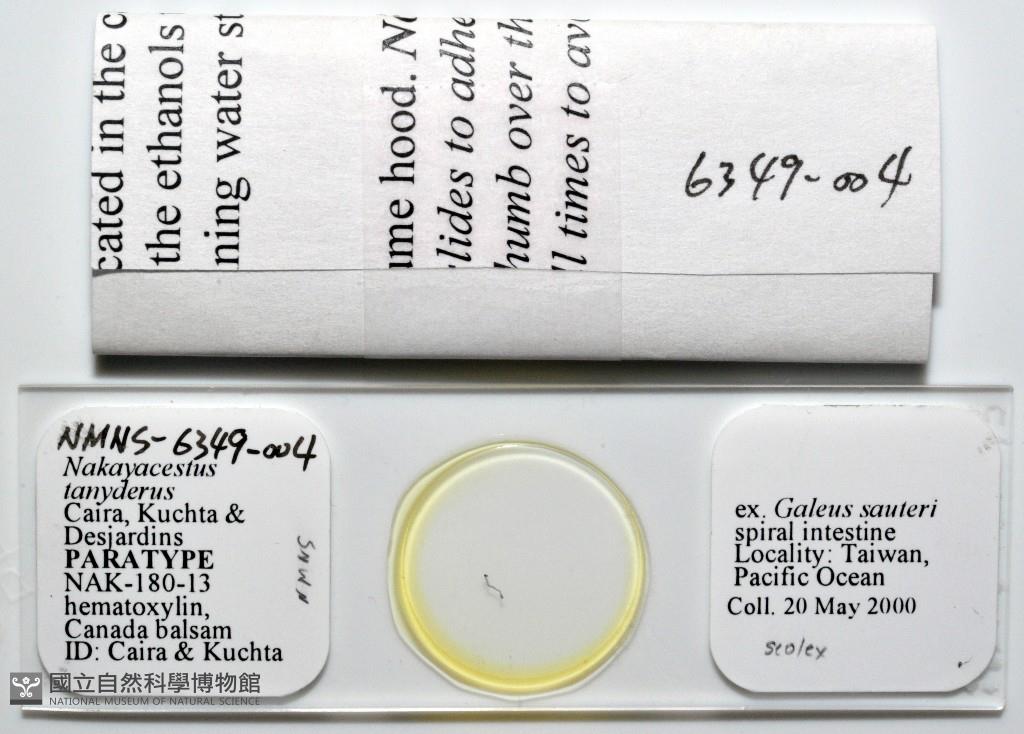 cated in the c
the ethanols
ning water st
ume hood. No
lides to adhe
humb over th
ll times to av
6349-004
NMNS-6349-004
Nakayacestus
tanyderus
Caira, Kuchta &
Desjardins
PARATYPE
NAK-180-13
hematoxylin,
Canada balsam
ID: Caira & Kuchta
NMNS
ex. Galeus sauteri
spiral intestine
Locality: Taiwan,
Pacific Ocean
Coll. 20 May 2000
scolex
國立自然科學博物館
NATIONAL MUSEUM OF NATURAL SCIENCE